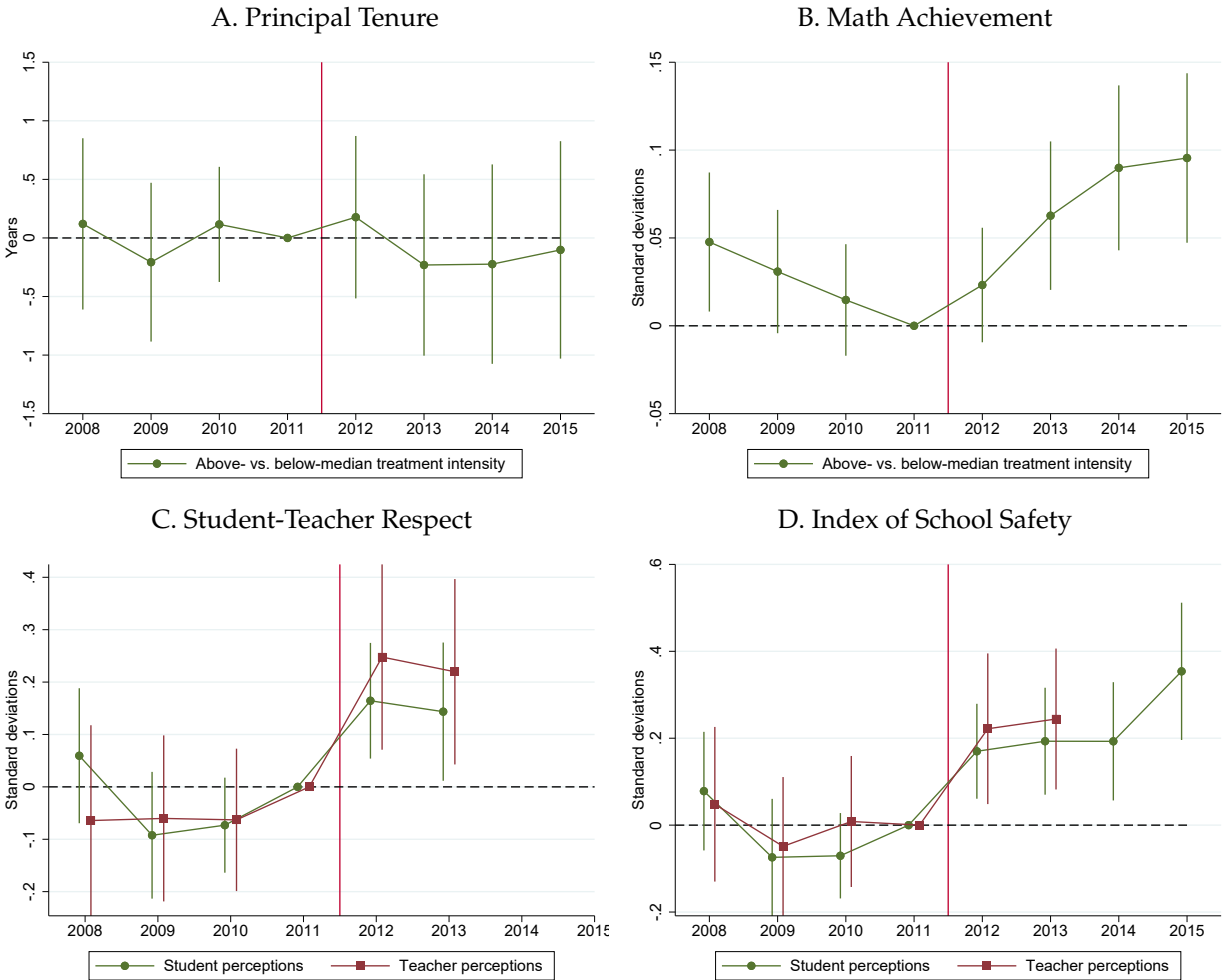 A. Principal Tenure
1.5
1
.5
0
-.5
-1
-1.5
Years
2008 2009 2010 2011 2012 2013 2014 2015
Above- vs. below-median treatment intensity
B. Math Achievement
.15
.1
.05
0
-.05
Standard deviations
2008 2009 2010 2011 2012 2013 2014 2015
Above- vs. below-median treatment intensity
C. Student-Teacher Respect
.4
.3
.2
.1
0
-.1
-.2
Standard deviations
2008 2009 2010 2011 2012 2013 2014 2015
Student perceptions Teacher perceptions
D. Index of School Safety
.6
.4
.2
0
-.2
Standard deviations
2008 2009 2010 2011 2012 2013 2014 2015
Student perceptions Teacher perceptions